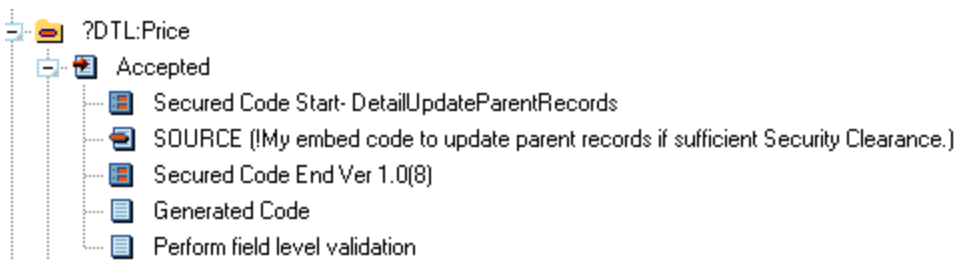 ?DTL:Price
Accepted
Secured Code Start- DetailUpdateParentRecords
SOURCE (!My embed code to update parent records if sufficient Security Clearance.)
Secured Code End Ver 1.0(8)
Generated Code
Perform field level validation